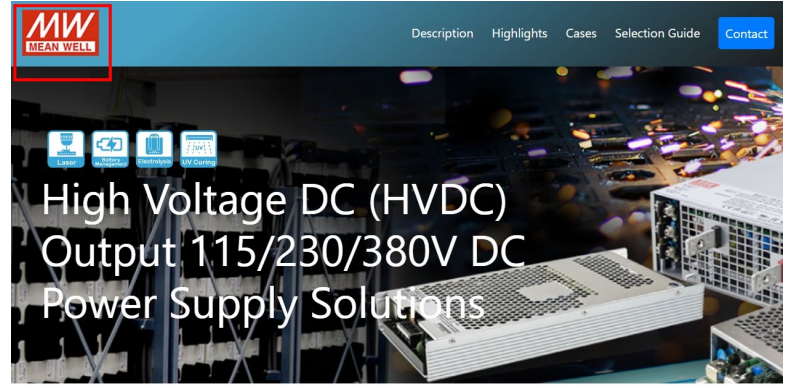 MW
MEAN WELL
Description Highlights Cases Selection Guide Contact
Laser
Battery Management
Electrolysis
UV
UV Curing
High Voltage DC (HVDC)
Output 115/230/380V DC
Power Supply Solutions